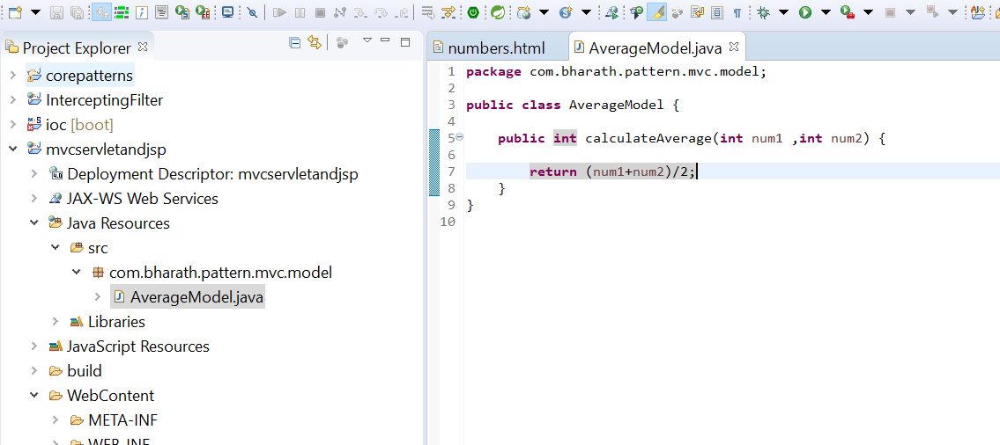 Project Explorer
corepatterns
InterceptingFilter
ioc [boot]
mvcservletandjsp
Deployment Descriptor: mvcservletandjsp
JAX-WS Web Services
Java Resources
src
com.bharath.pattern.mvc.model
AverageModel.java
Libraries
JavaScript Resources
build
WebContent
META-INF
WEB-INF
numbers.html
AverageModel.java
1 package com.bharath.pattern.mvc.model;
2
3 public class AverageModel {
4
5 public int calculateAverage(int num1 ,int num2) {
6
7 return (num1+num2)/2;
8 }
9 }
10